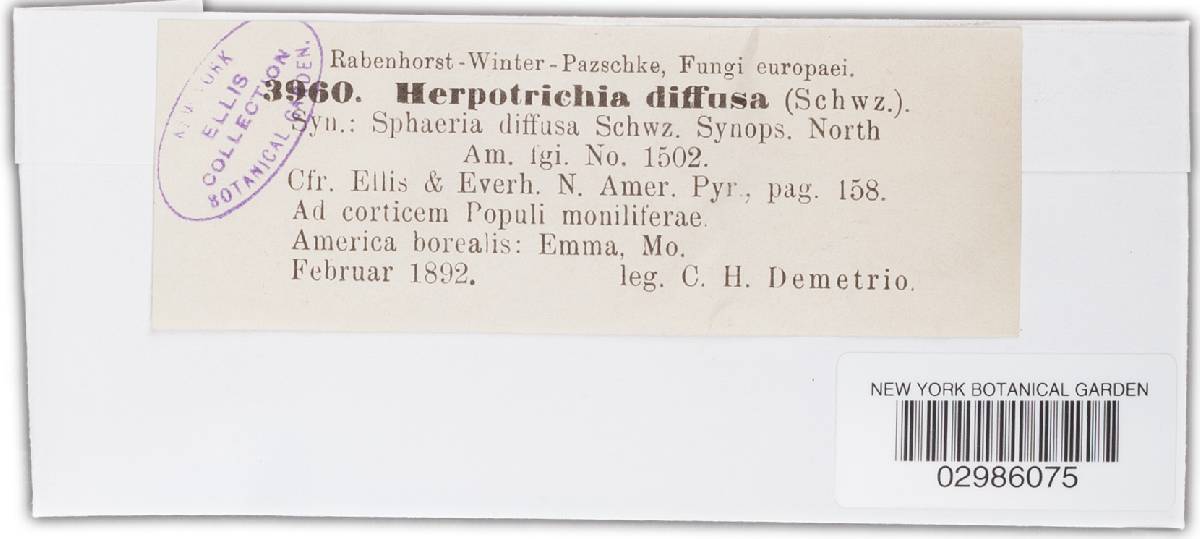 Rabenhorst-Winter-Pazschke, Fungi europaei.
3960. Herpotrichia diffusa (Schwz.).
Syn.: Sphaeria diffusa Schwz. Synops. North
Am. fgi. No. 1502.
Cfr. Ellis & Everh. N. Amer. Pyr., pag. 158.
Ad corticem Populi moniliferae.
America borealis: Emma, Mo.
Februar 1892. leg. C. H. Demetrio.
NEW YORK
ELLIS
COLLECTION
BOTANICAL GARDEN.
NEW YORK BOTANICAL GARDEN
02986075